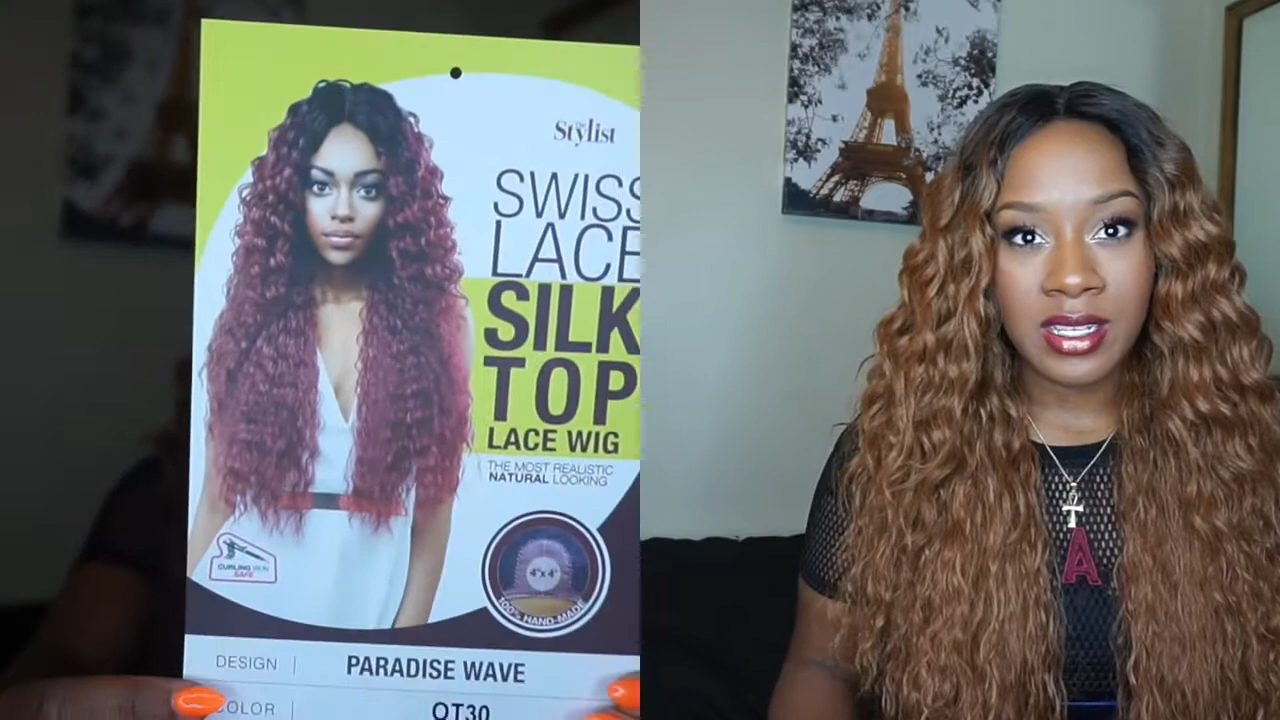 The
Stylist
SWISS
LACE
SILK
TOP
LACE WIG
THE MOST REALISTIC
NATURAL LOOKING
CURLING IRON
SAFE
4"x4"
100% HAND-MADE
DESIGN | PARADISE WAVE
COLOR | OT30
A